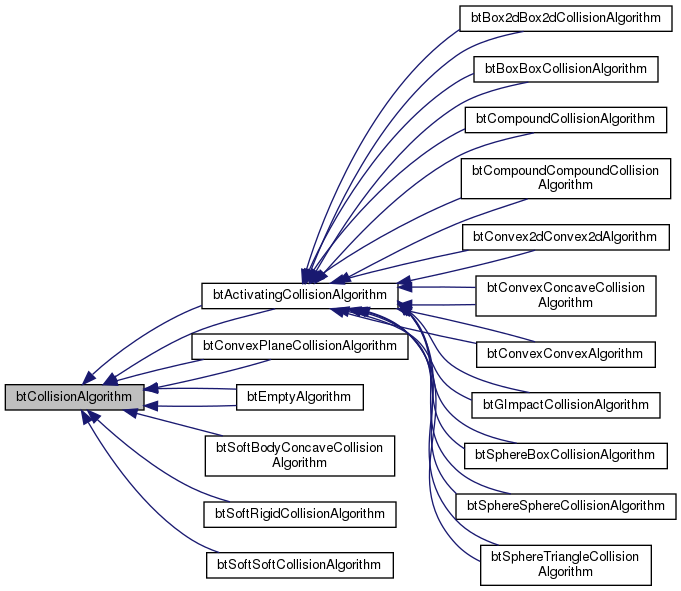 btBox2dBox2dCollisionAlgorithm
btBoxBoxCollisionAlgorithm
btCompoundCollisionAlgorithm
btCompoundCompoundCollision
Algorithm
btConvex2dConvex2dAlgorithm
btActivatingCollisionAlgorithm
btConvexConcaveCollision
Algorithm
btConvexPlaneCollisionAlgorithm
btConvexConvexAlgorithm
btCollisionAlgorithm
btEmptyAlgorithm
btGImpactCollisionAlgorithm
btSoftBodyConcaveCollision
Algorithm
btSphereBoxCollisionAlgorithm
btSoftRigidCollisionAlgorithm
btSphereSphereCollisionAlgorithm
btSoftSoftCollisionAlgorithm
btSphereTriangleCollision
Algorithm